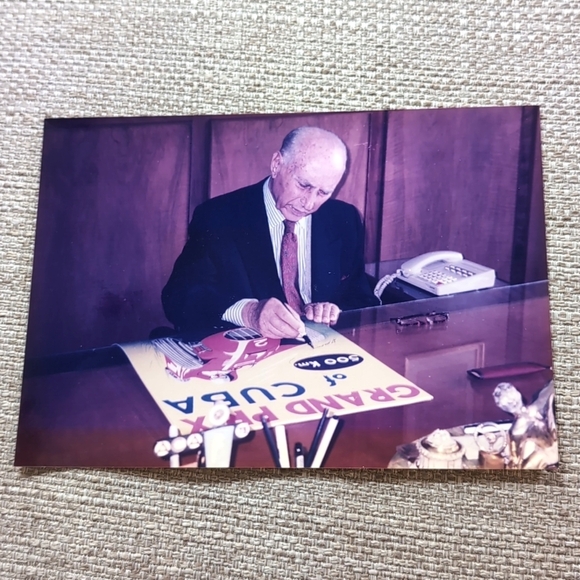 GRAND PRIX
of CUBA
500 Km.